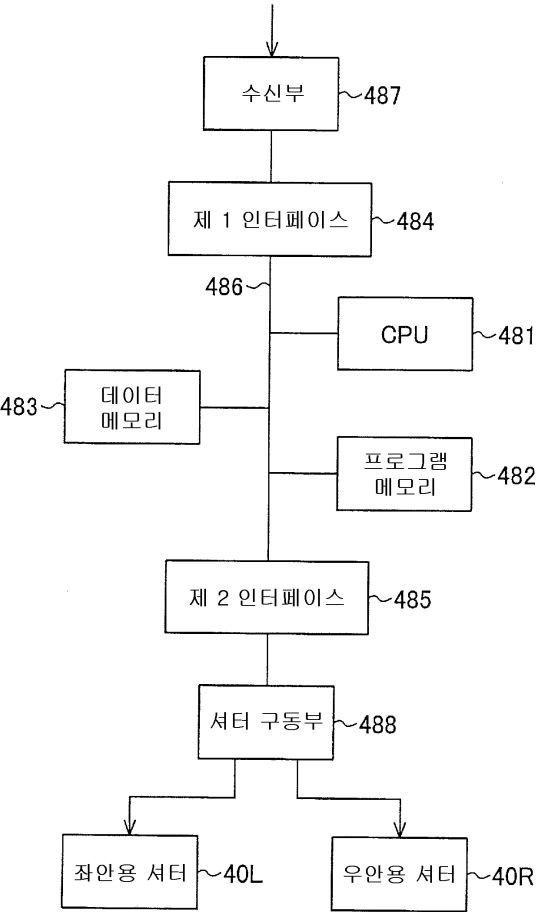 수신부
487
제 1 인터페이스
484
486
CPU
481
데이터
메모리
483
프로그램
메모리
482
제 2 인터페이스
485
셔터 구동부
488
좌안용 셔터
40L
우안용 셔터
40R